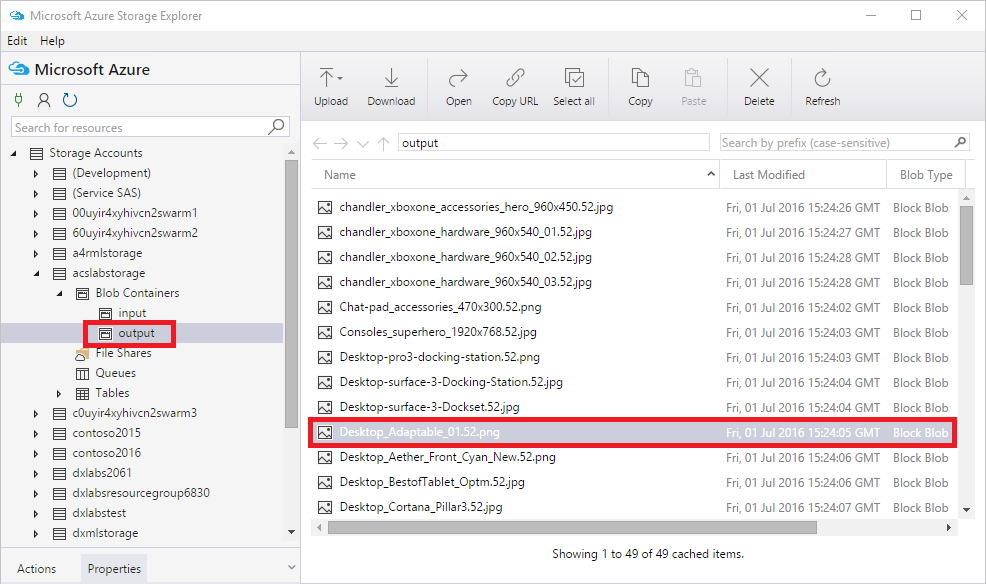 Microsoft Azure Storage Explorer
Edit Help
Microsoft Azure
Search for resources
Storage Accounts
(Development)
(Service SAS)
00uyir4xyhivcn2swarm1
60uyir4xyhivcn2swarm2
a4rmlstorage
acslabstorage
Blob Containers
input
output
File Shares
Queues
Tables
c0uyir4xyhivcn2swarm3
contoso2015
contoso2016
dxlabs2061
dxlabsresourcegroup6830
dxlabstest
dxmlstorage
Actions Properties
Upload Download Open Copy URL Select all Copy Paste Delete Refresh
output Search by prefix (case-sensitive)
Name Last Modified Blob Type
chandler_xboxone_accessories_hero_960x450.52.jpg Fri, 01 Jul 2016 15:24:26 GMT Block Blob
chandler_xboxone_hardware_960x540_01.52.jpg Fri, 01 Jul 2016 15:24:27 GMT Block Blob
chandler_xboxone_hardware_960x540_02.52.jpg Fri, 01 Jul 2016 15:24:28 GMT Block Blob
chandler_xboxone_hardware_960x540_03.52.jpg Fri, 01 Jul 2016 15:24:28 GMT Block Blob
Chat-pad_accessories_470x300.52.png Fri, 01 Jul 2016 15:24:02 GMT Block Blob
Consoles_superhero_1920x768.52.jpg Fri, 01 Jul 2016 15:24:03 GMT Block Blob
Desktop-pro3-docking-station.52.png Fri, 01 Jul 2016 15:24:03 GMT Block Blob
Desktop-surface-3-Docking-Station.52.jpg Fri, 01 Jul 2016 15:24:04 GMT Block Blob
Desktop-surface-3-Dockset.52.jpg Fri, 01 Jul 2016 15:24:04 GMT Block Blob
Desktop_Adaptable_01.52.png Fri, 01 Jul 2016 15:24:05 GMT Block Blob
Desktop_Aether_Front_Cyan_New.52.png Fri, 01 Jul 2016 15:24:06 GMT Block Blob
Desktop_BestofTablet_Optm.52.jpg Fri, 01 Jul 2016 15:24:06 GMT Block Blob
Desktop_Cortana_Pillar3.52.jpg Fri, 01 Jul 2016 15:24:07 GMT Block Blob
Showing 1 to 49 of 49 cached items.